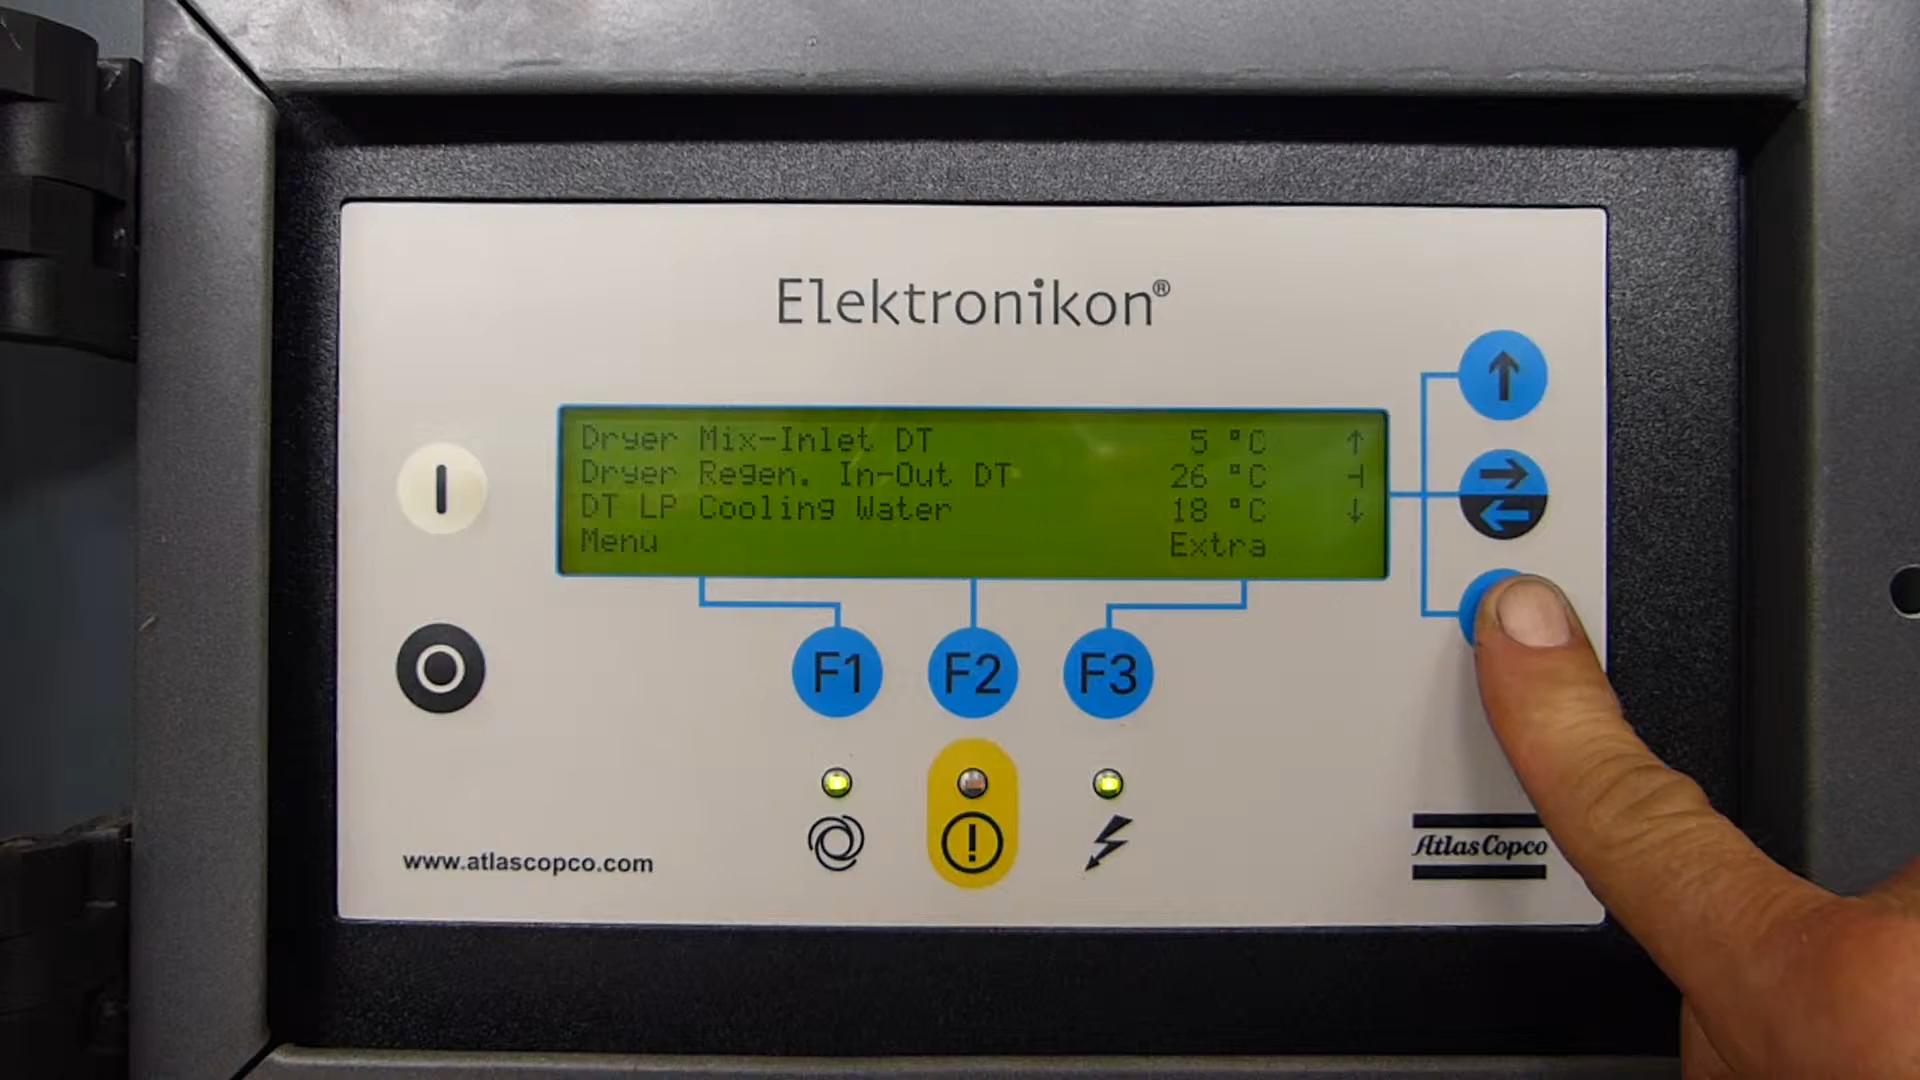 Elektronikon®
Dryer Mix-Inlet DT 5 °C ↑
Dryer Regen. In-Out DT 26 °C ⊣
DT LP Cooling Water 18 °C ↓
Menu Extra
F1 F2 F3
www.atlascopco.com
Atlas Copco